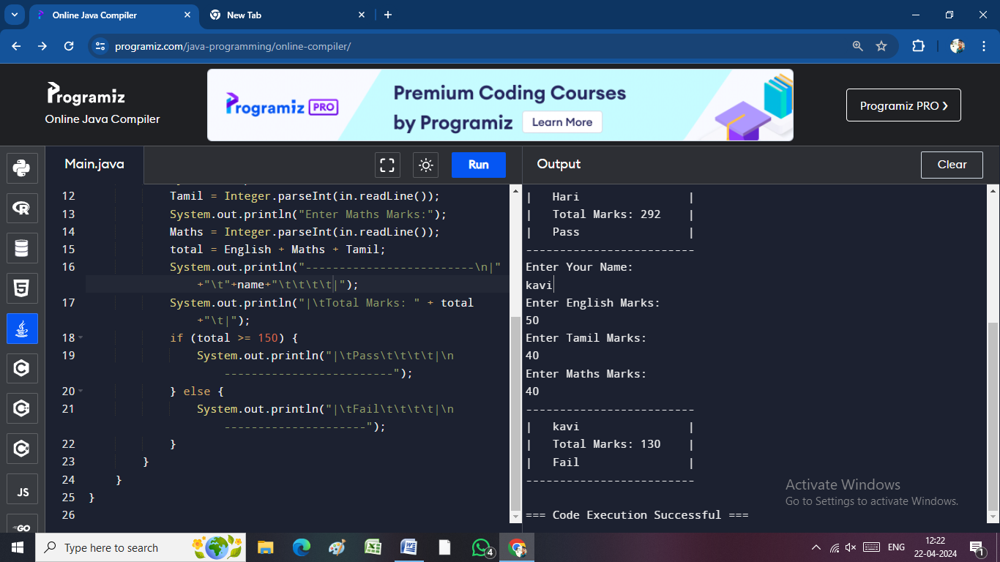 Online Java Compiler
New Tab
programiz.com/java-programming/online-compiler/
Programiz
Online Java Compiler
Programiz PRO
Premium Coding Courses
by Programiz
Learn More
Programiz PRO ❯
Main.java
Run
Output
Clear
12 Tamil = Integer.parseInt(in.readLine());
13 System.out.println("Enter Maths Marks:");
14 Maths = Integer.parseInt(in.readLine());
15 total = English + Maths + Tamil;
16 System.out.println("-------------------------\n|"
+"\t"+name+"\t\t\t\t|");
17 System.out.println("|\tTotal Marks: " + total
+"\t|");
18 if (total >= 150) {
19 System.out.println("|\tPass\t\t\t\t|\n
-------------------------");
20 } else {
21 System.out.println("|\tFail\t\t\t\t|\n
---------------------");
22 }
23 }
24 }
25 }
26
| Hari |
| Total Marks: 292 |
| Pass |
-------------------------
Enter Your Name:
kavi
Enter English Marks:
50
Enter Tamil Marks:
40
Enter Maths Marks:
40
-------------------------
| kavi |
| Total Marks: 130 |
| Fail |
-------------------------
=== Code Execution Successful ===
Activate Windows
Go to Settings to activate Windows.
R
5
C
C
C
JS
GO
Type here to search
4
ENG
12:22
22-04-2024
1